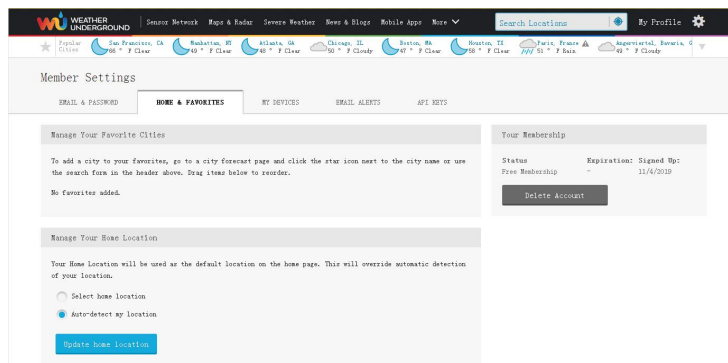 WEATHER UNDERGROUND
Sensor Network Maps & Radar Severe Weather News & Blogs Mobile Apps More Search Locations My Profile
Popular Cities
San Francisco, CA
66 ° F Clear
Manhattan, NY
49 ° F Clear
Atlanta, GA
48 ° F Clear
Chicago, IL
50 ° F Cloudy
Boston, MA
47 ° F Clear
Houston, TX
58 ° F Clear
Paris, France
51 ° F Rain
Angerviertel, Bavaria, G
49 ° F Cloudy
Member Settings
EMAIL & PASSWORD HOME & FAVORITES MY DEVICES EMAIL ALERTS API KEYS
Manage Your Favorite Cities
To add a city to your favorites, go to a city forecast page and click the star icon next to the city name or use
the search form in the header above. Drag items below to reorder.
No favorites added.
Your Membership
Status Expiration: Signed Up:
Free Membership - 11/4/2019
Delete Account
Manage Your Home Location
Your Home Location will be used as the default location on the home page. This will override automatic detection
of your location.
Select home location
Auto-detect my location
Update home location